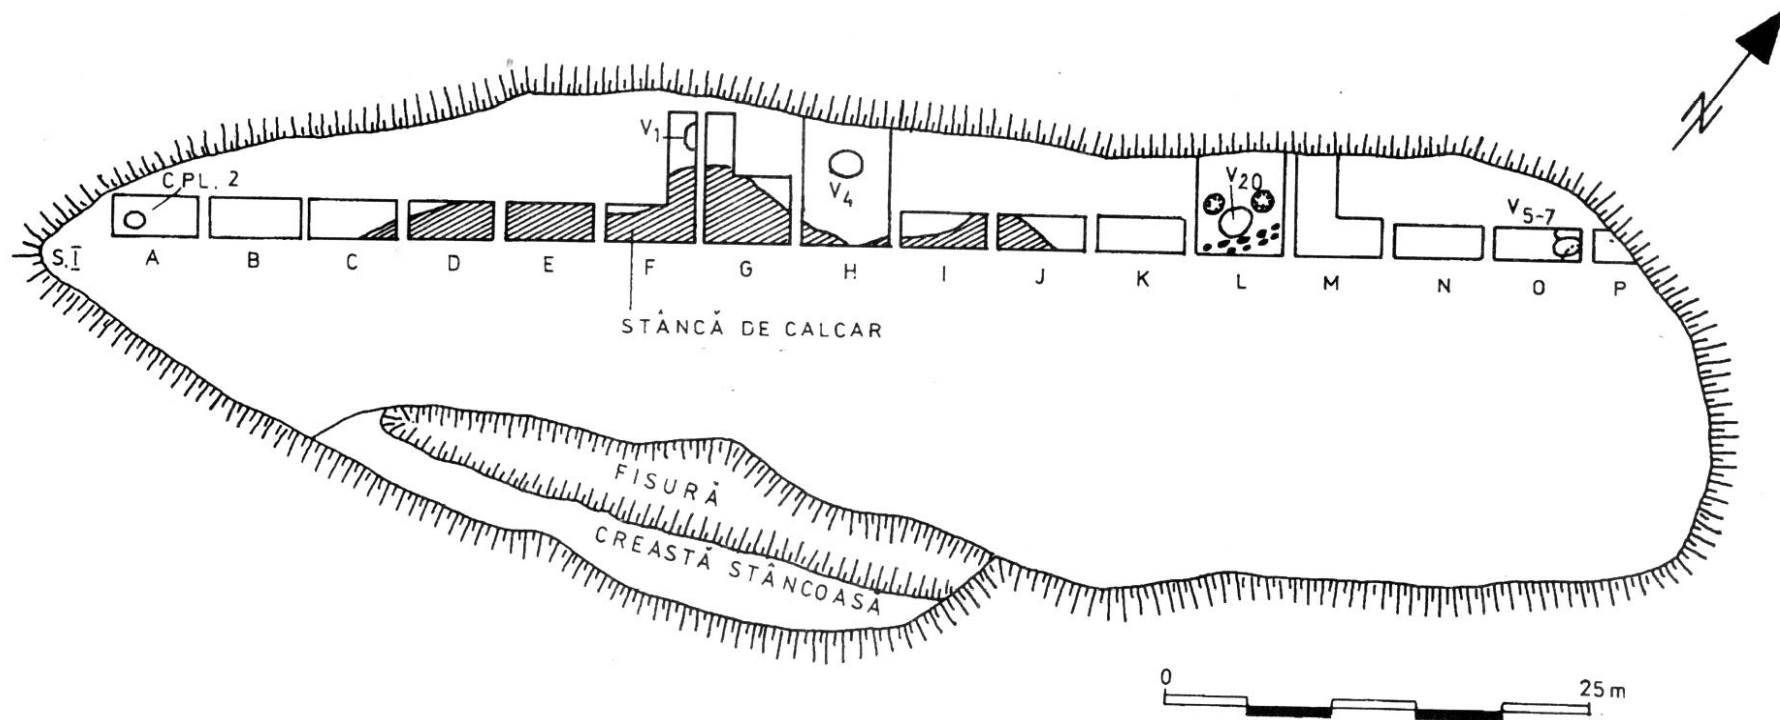 N
V1
C.PL. 2
V4
V20
V5-7
S.I A B C D E F G H I J K L M N O P
STÂNCĂ DE CALCAR
FISURĂ
CREASTĂ STÂNCOASĂ
0 25 m